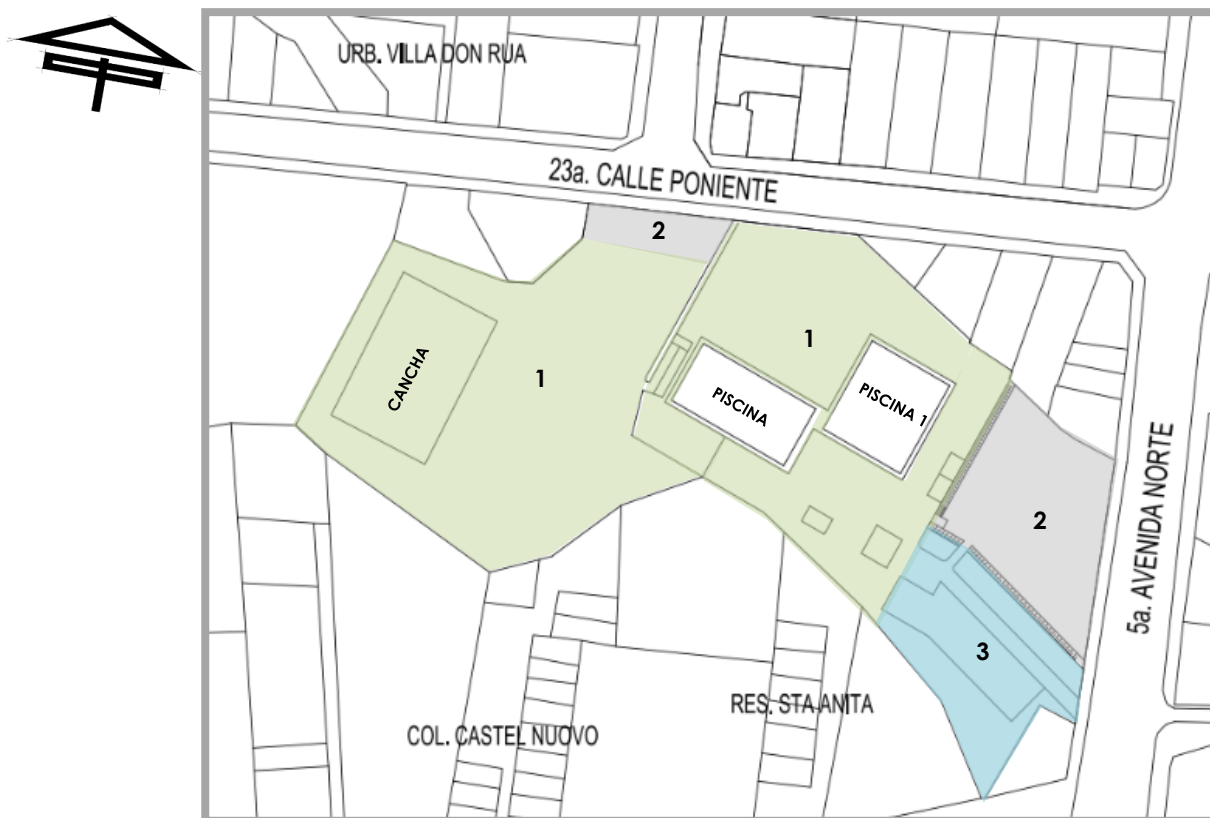 URB. VILLA DON RUA
23a. CALLE PONIENTE
2
1
CANCHA
1
PISCINA
PISCINA 1
2
5a. AVENIDA NORTE
3
RES. STA ANITA
COL. CASTEL NUOVO